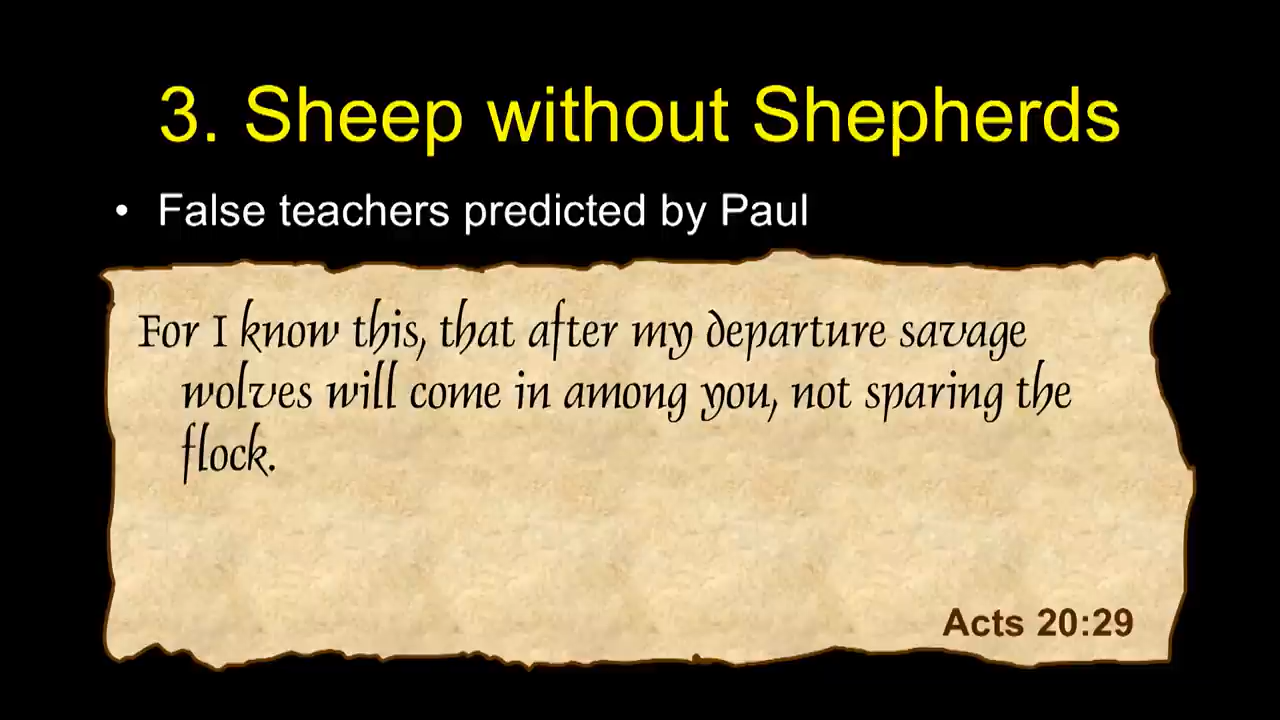 3. Sheep without Shepherds
• False teachers predicted by Paul
For I know this, that after my departure savage
wolves will come in among you, not sparing the
flock.
Acts 20:29